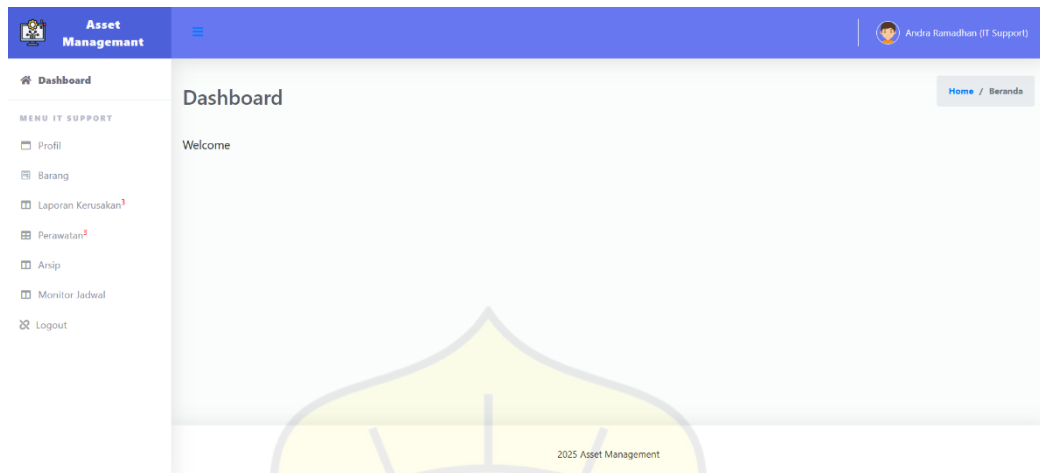 Asset
Managemant
Andra Ramadhan (IT Support)
Dashboard
MENU IT SUPPORT
Profil
Barang
Laporan Kerusakan3
Perawatan3
Arsip
Monitor Jadwal
Logout
Dashboard
Home / Beranda
Welcome
2025 Asset Management